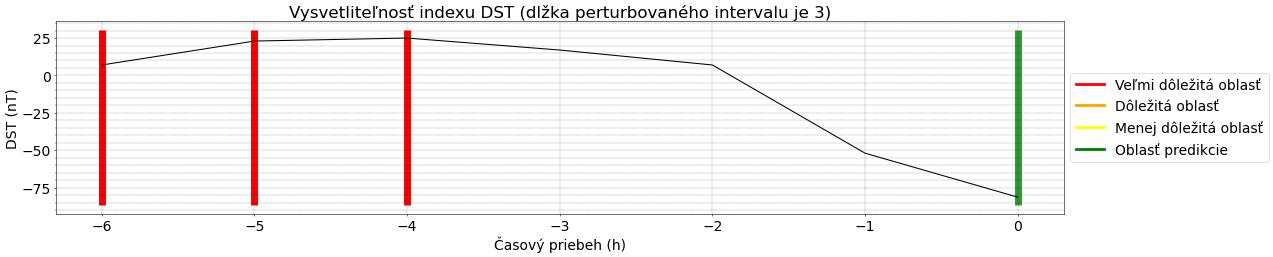 Vysvetliteľnosť indexu DST (dlžka perturbovaného intervalu je 3)
25
0
−25
−50
−75
DST (nT)
−6 −5 −4 −3 −2 −1 0
Časový priebeh (h)
Veľmi dôležitá oblasť
Dôležitá oblasť
Menej dôležitá oblasť
Oblasť predikcie